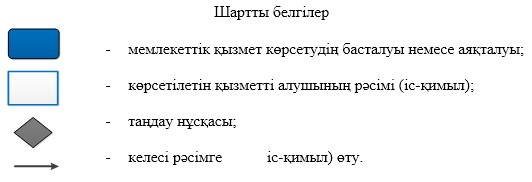 Шартты белгілер
- мемлекеттік қызмет көрсетудің басталуы немесе аяқталуы;
- көрсетілетін қызметті алушының рәсімі (іс-қимыл);
- таңдау нұсқасы;
- келесі рәсімге іс-қимыл) өту.